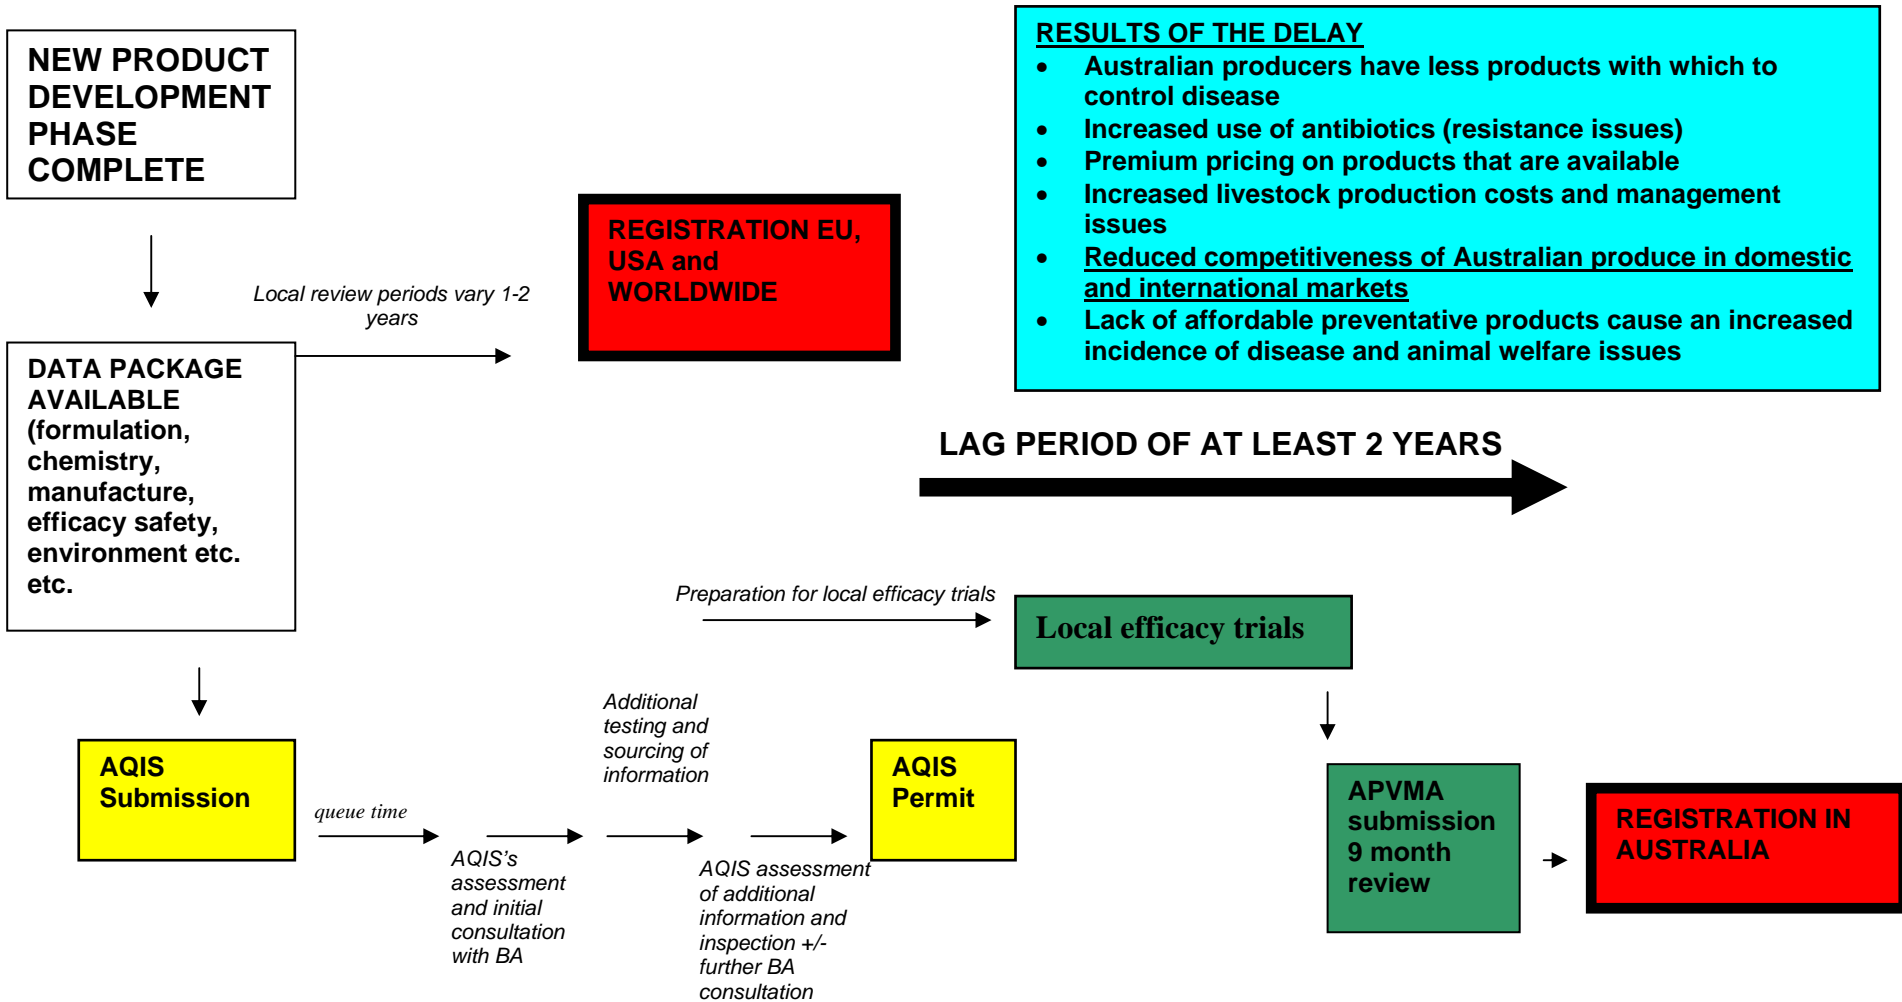 NEW PRODUCT
DEVELOPMENT
PHASE
COMPLETE
RESULTS OF THE DELAY
• Australian producers have less products with which to
control disease
• Increased use of antibiotics (resistance issues)
• Premium pricing on products that are available
• Increased livestock production costs and management
issues
• Reduced competitiveness of Australian produce in domestic
and international markets
• Lack of affordable preventative products cause an increased
incidence of disease and animal welfare issues
REGISTRATION EU,
USA and
WORLDWIDE
Local review periods vary 1-2
years
DATA PACKAGE
AVAILABLE
(formulation,
chemistry,
manufacture,
efficacy safety,
environment etc.
etc.
LAG PERIOD OF AT LEAST 2 YEARS
Preparation for local efficacy trials
Local efficacy trials
AQIS
Submission
queue time
AQIS's
assessment
and initial
consultation
with BA
Additional
testing and
sourcing of
information
AQIS assessment
of additional
information and
inspection +/-
further BA
consultation
AQIS
Permit
APVMA
submission
9 month
review
REGISTRATION IN
AUSTRALIA